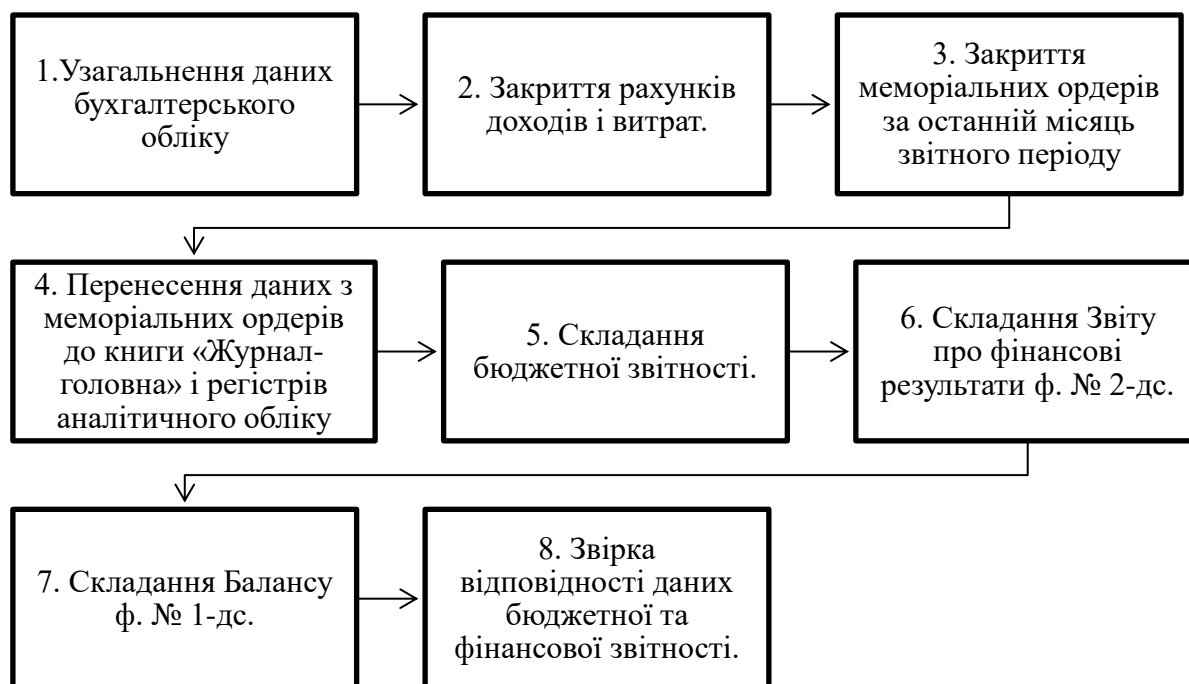 1.Узагальнення даних
бухгалтерського
обліку
2. Закриття рахунків
доходів і витрат.
3. Закриття
меморіальних ордерів
за останній місяць
звітного періоду
4. Перенесення даних з
меморіальних ордерів
до книги «Журнал-
головна» і регістрів
аналітичного обліку
5. Складання
бюджетної звітності.
6. Складання Звіту
про фінансові
результати ф. № 2-дс.
7. Складання Балансу
ф. № 1-дс.
8. Звірка
відповідності даних
бюджетної та
фінансової звітності.